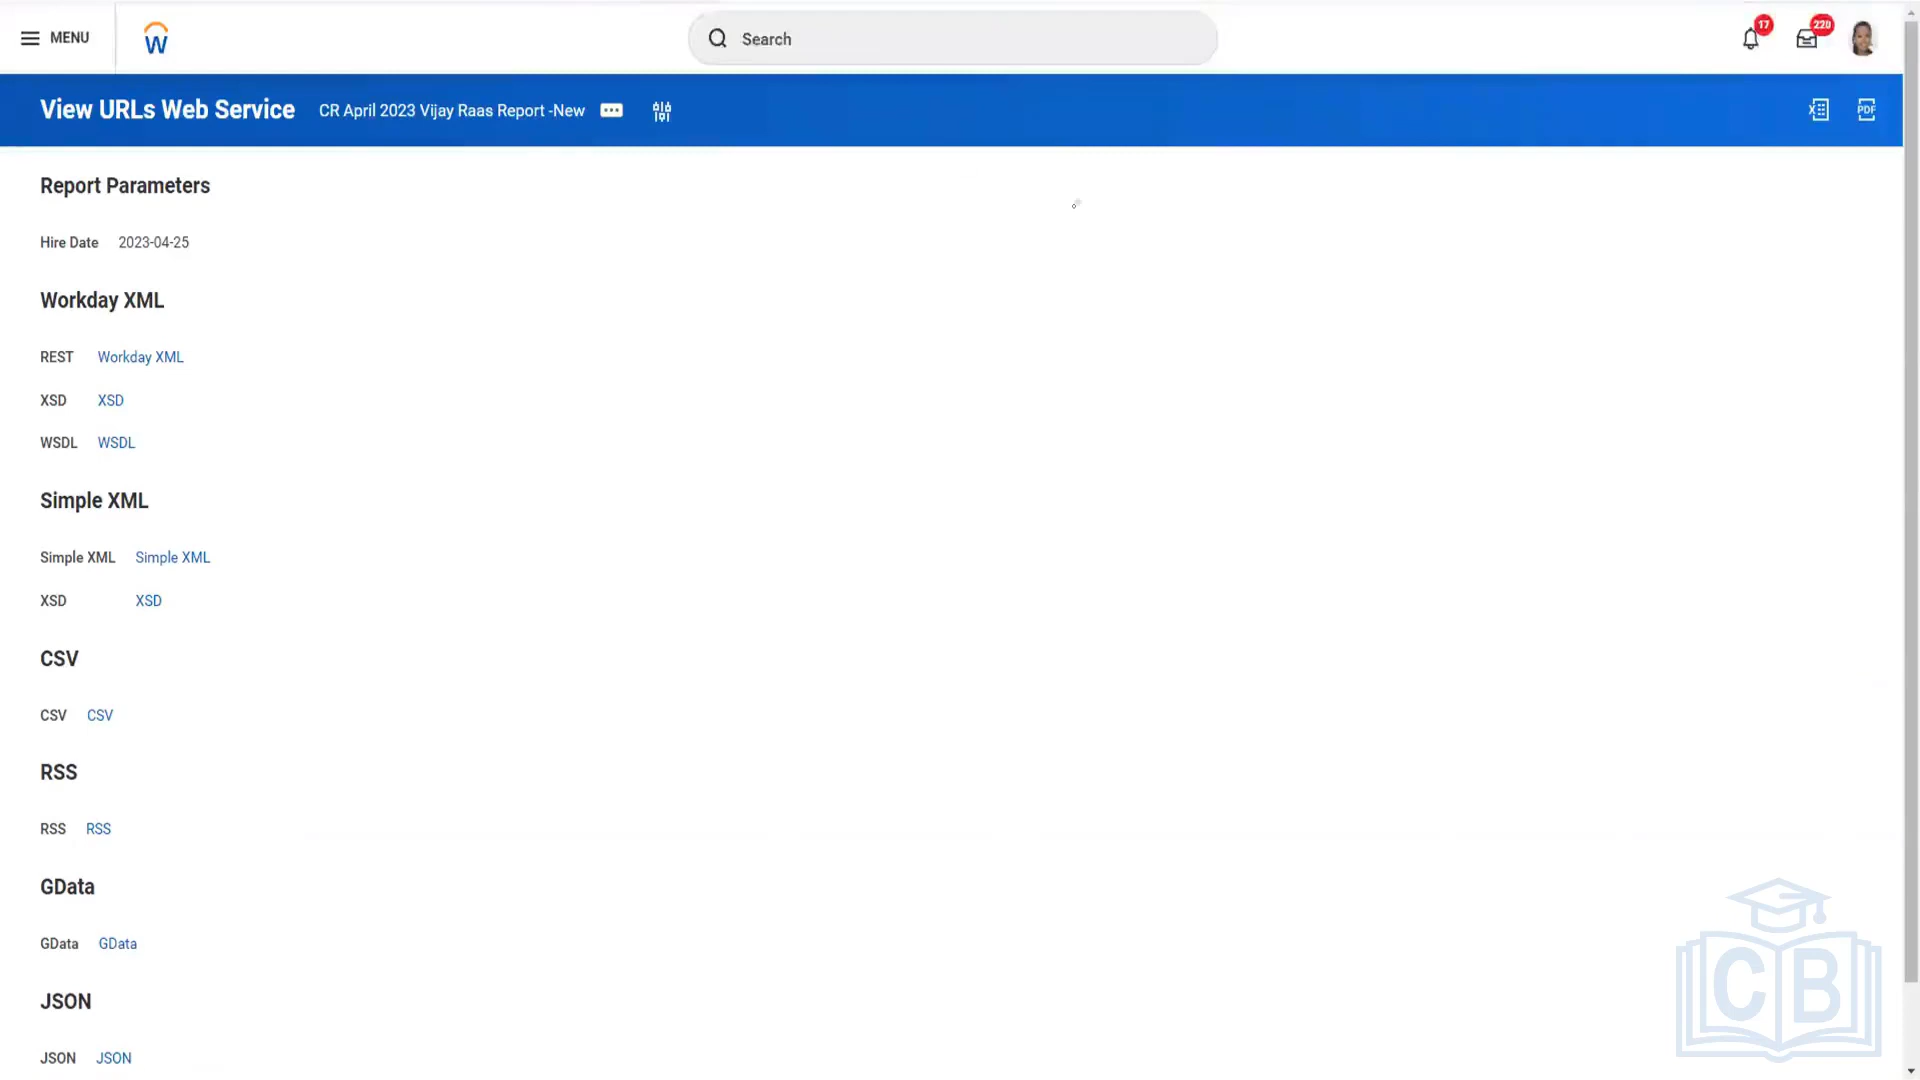 MENU
Search
17
220
View URLs Web Service
CR April 2023 Vijay Raas Report -New
PDF
Report Parameters
Hire Date 2023-04-25
Workday XML
REST Workday XML
XSD XSD
WSDL WSDL
Simple XML
Simple XML Simple XML
XSD XSD
CSV
CSV CSV
RSS
RSS RSS
GData
GData GData
JSON
JSON JSON
CB